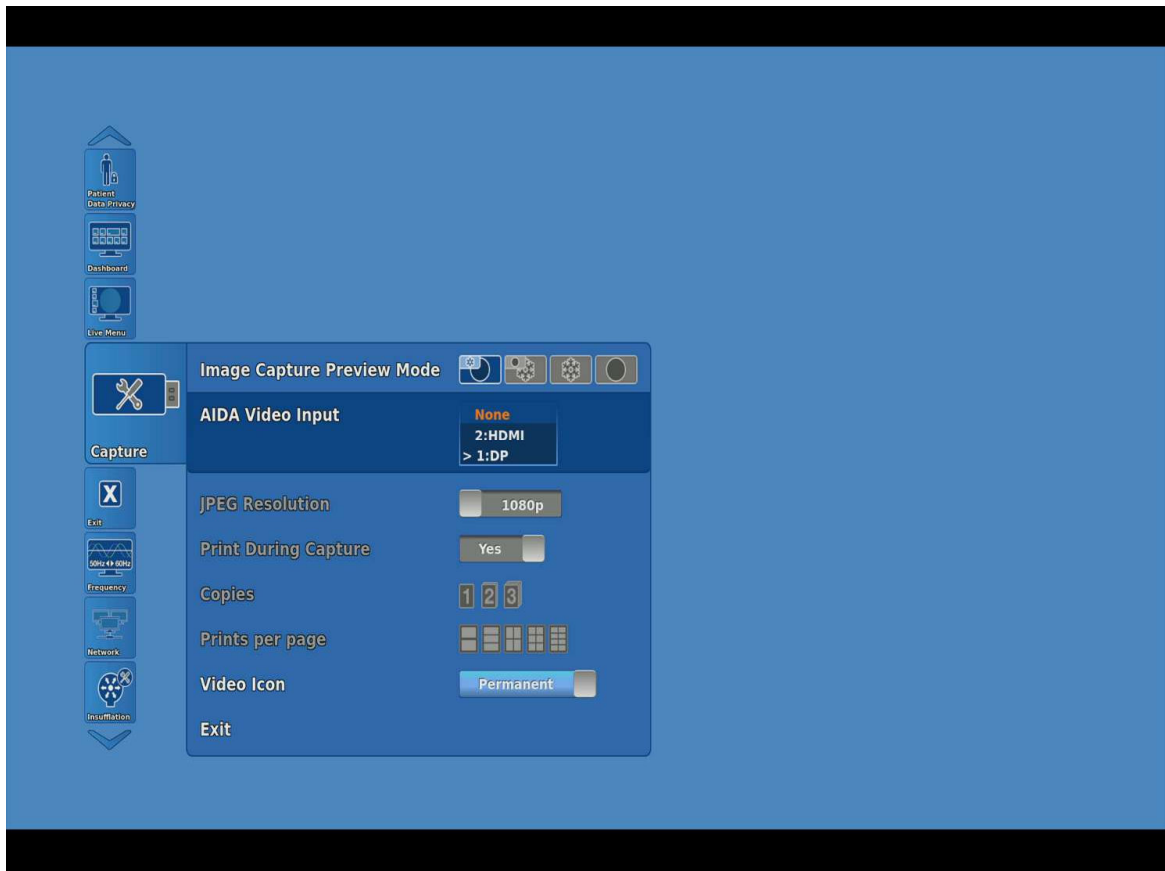 Patient
Data Privacy
Dashboard
Live Menu
Capture
Exit
50Hz 60Hz
Frequency
Network
Insufflation
Image Capture Preview Mode
AIDA Video Input
None
2:HDMI
> 1:DP
JPEG Resolution
1080p
Print During Capture
Yes
Copies
1 2 3
Prints per page
Video Icon
Permanent
Exit